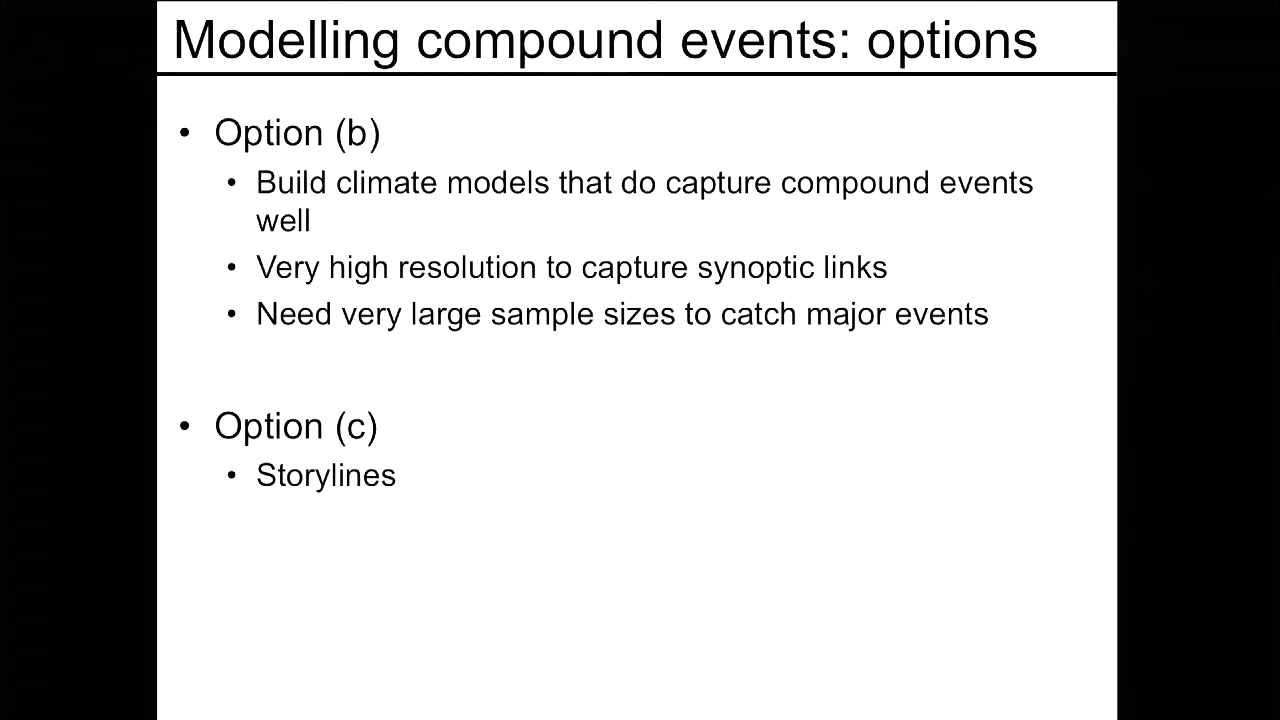 Modelling compound events: options
• Option (b)
• Build climate models that do capture compound events
well
• Very high resolution to capture synoptic links
• Need very large sample sizes to catch major events
• Option (c)
• Storylines